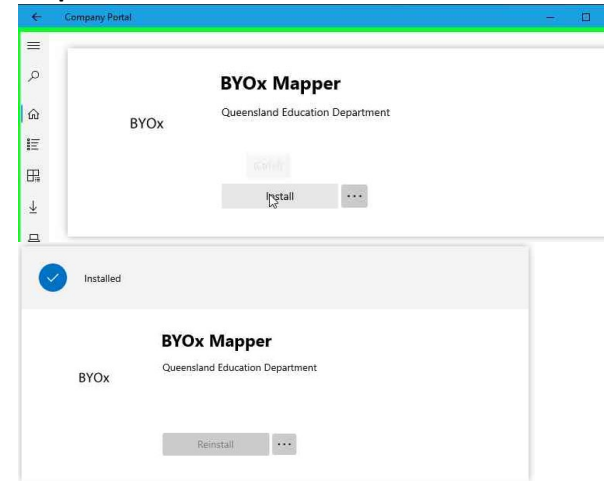 Company Portal
BYOx Mapper
Queensland Education Department
BYOx
Install
Installed
BYOx Mapper
Queensland Education Department
BYOx
Reinstall